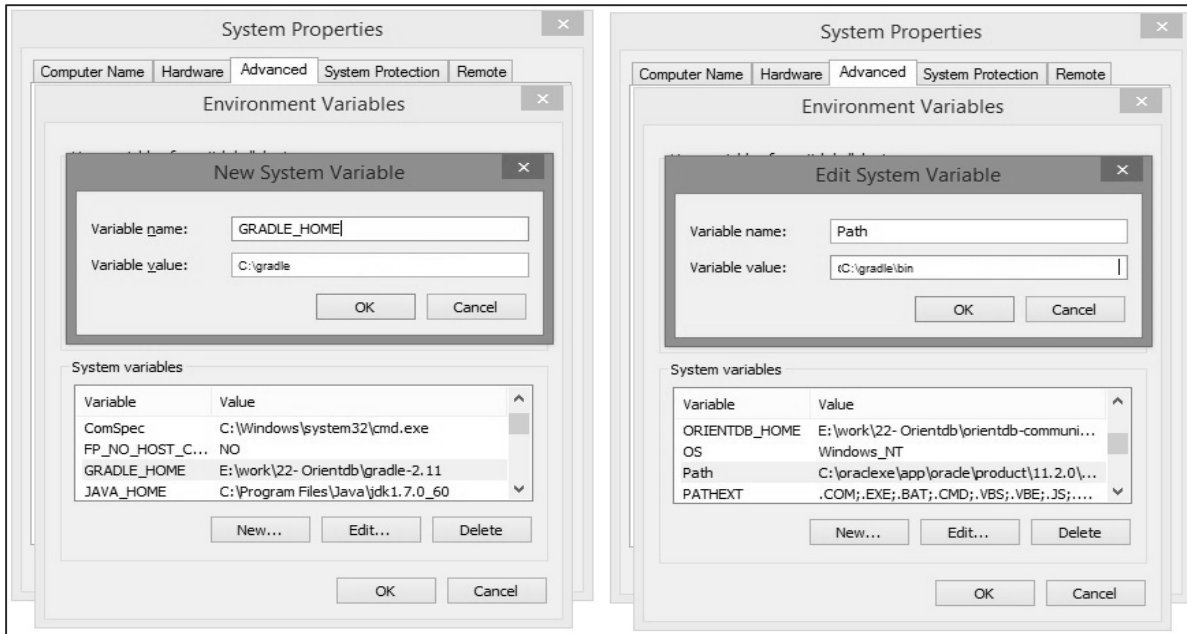 System Properties
Computer Name Hardware Advanced System Protection Remote
Environment Variables
New System Variable
Variable name: GRADLE_HOME
Variable value: C:\gradle
OK Cancel
System variables
Variable Value
ComSpec C:\Windows\system32\cmd.exe
FP_NO_HOST_C... NO
GRADLE_HOME E:\work\22- Orientdb\gradle-2.11
JAVA_HOME C:\Program Files\Java\jdk1.7.0_60
New... Edit... Delete
OK Cancel
System Properties
Computer Name Hardware Advanced System Protection Remote
Environment Variables
Edit System Variable
Variable name: Path
Variable value: C:\gradle\bin
OK Cancel
System variables
Variable Value
ORIENTDB_HOME E:\work\22- Orientdb\orientdb-communi...
OS Windows_NT
Path C:\oraclexe\app\oracle\product\11.2.0\...
PATHEXT .COM;.EXE;.BAT;.CMD;.VBS;.VBE;.JS;....
New... Edit... Delete
OK Cancel